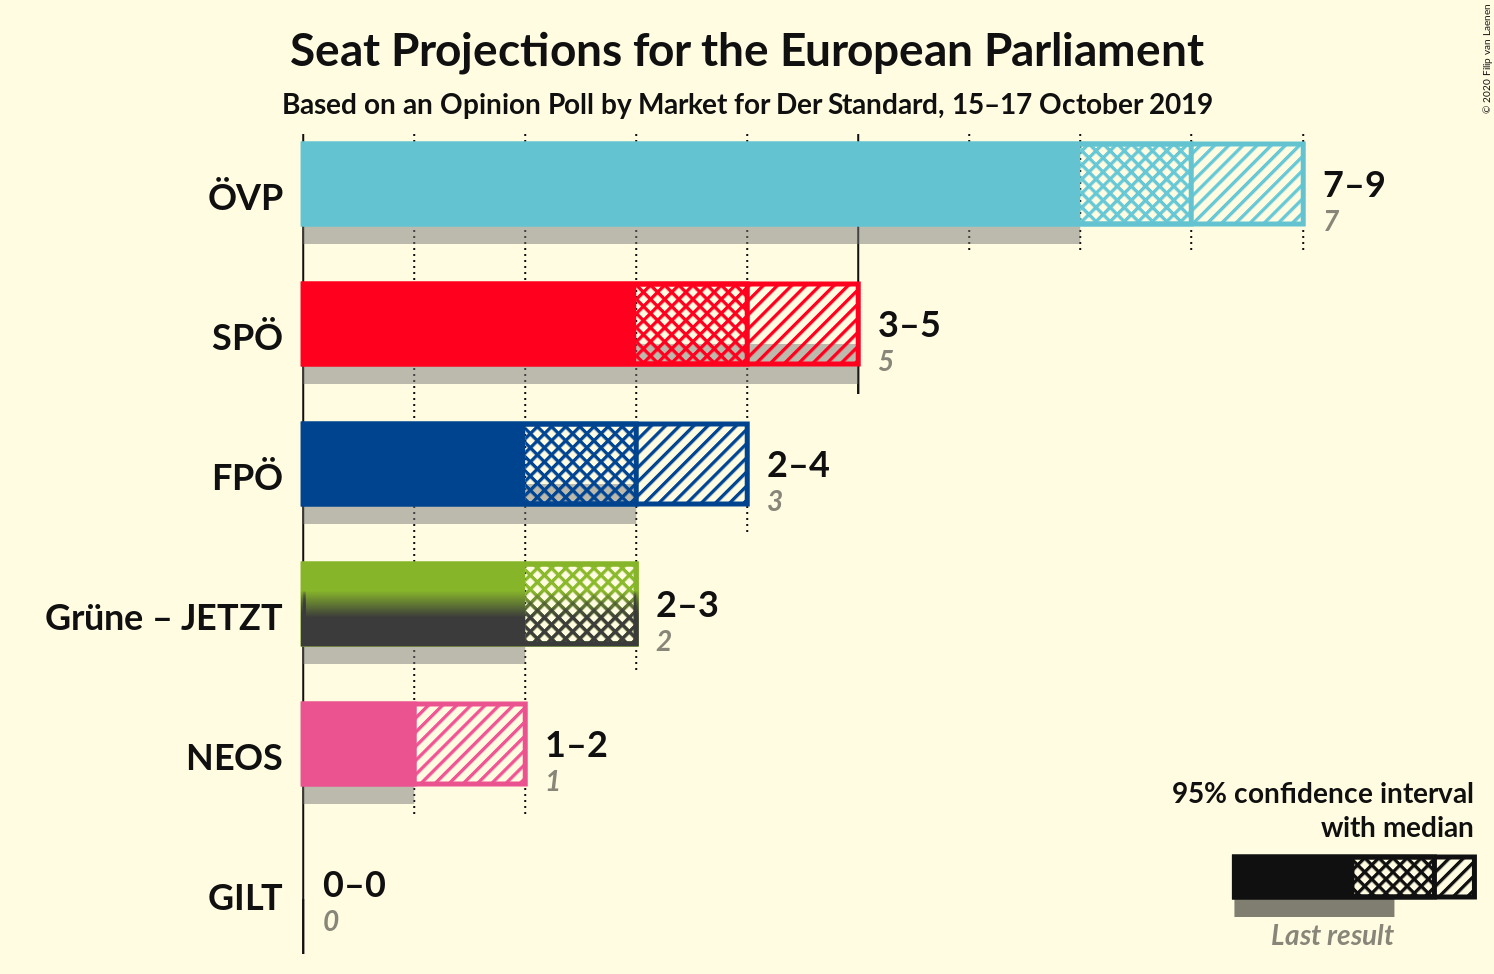 Seat Projections for the European Parliament
Based on an Opinion Poll by Market for Der Standard, 15–17 October 2019
© 2020 Filip van Laenen
ÖVP
7–9
7
SPÖ
3–5
5
FPÖ
2–4
3
Grüne – JETZT
2–3
2
NEOS
1–2
1
GILT
0–0
0
95% confidence interval
with median
Last result